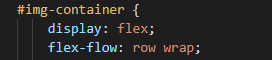 #img-container {
display: flex;
flex-flow: row wrap;